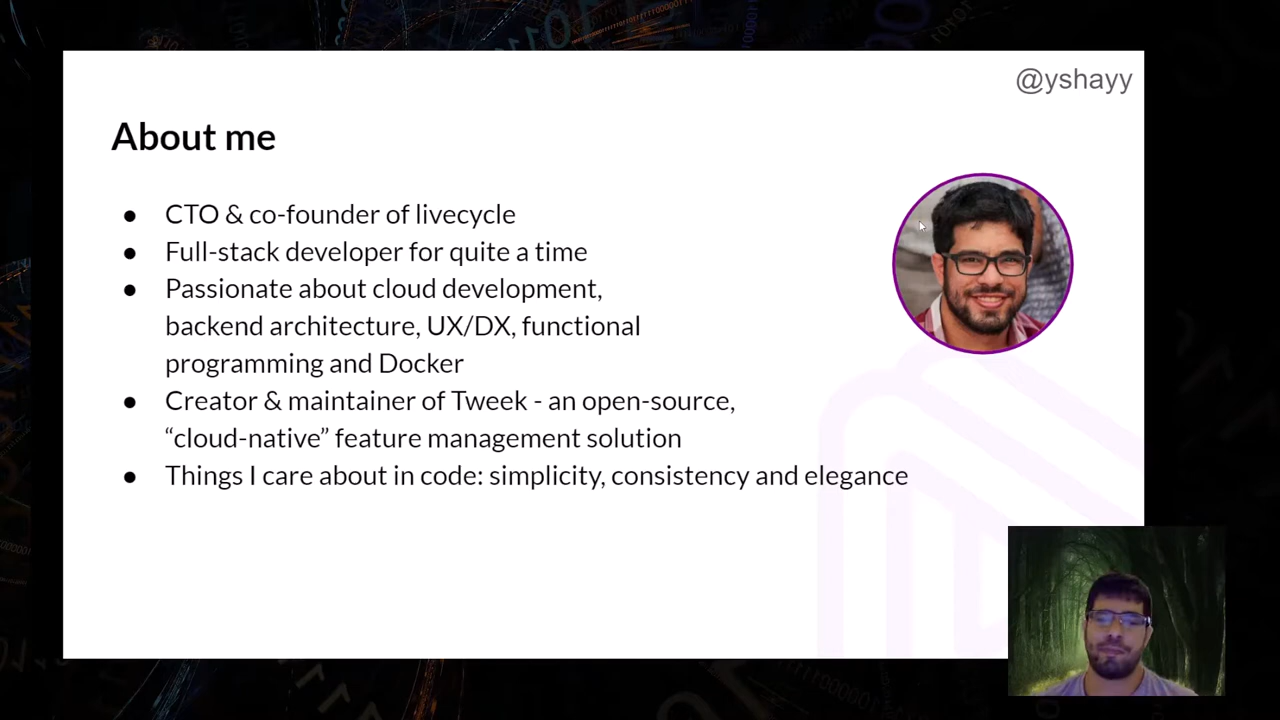 @yshayy
About me
● CTO & co-founder of livecycle
● Full-stack developer for quite a time
● Passionate about cloud development,
backend architecture, UX/DX, functional
programming and Docker
● Creator & maintainer of Tweek - an open-source,
“cloud-native” feature management solution
● Things I care about in code: simplicity, consistency and elegance